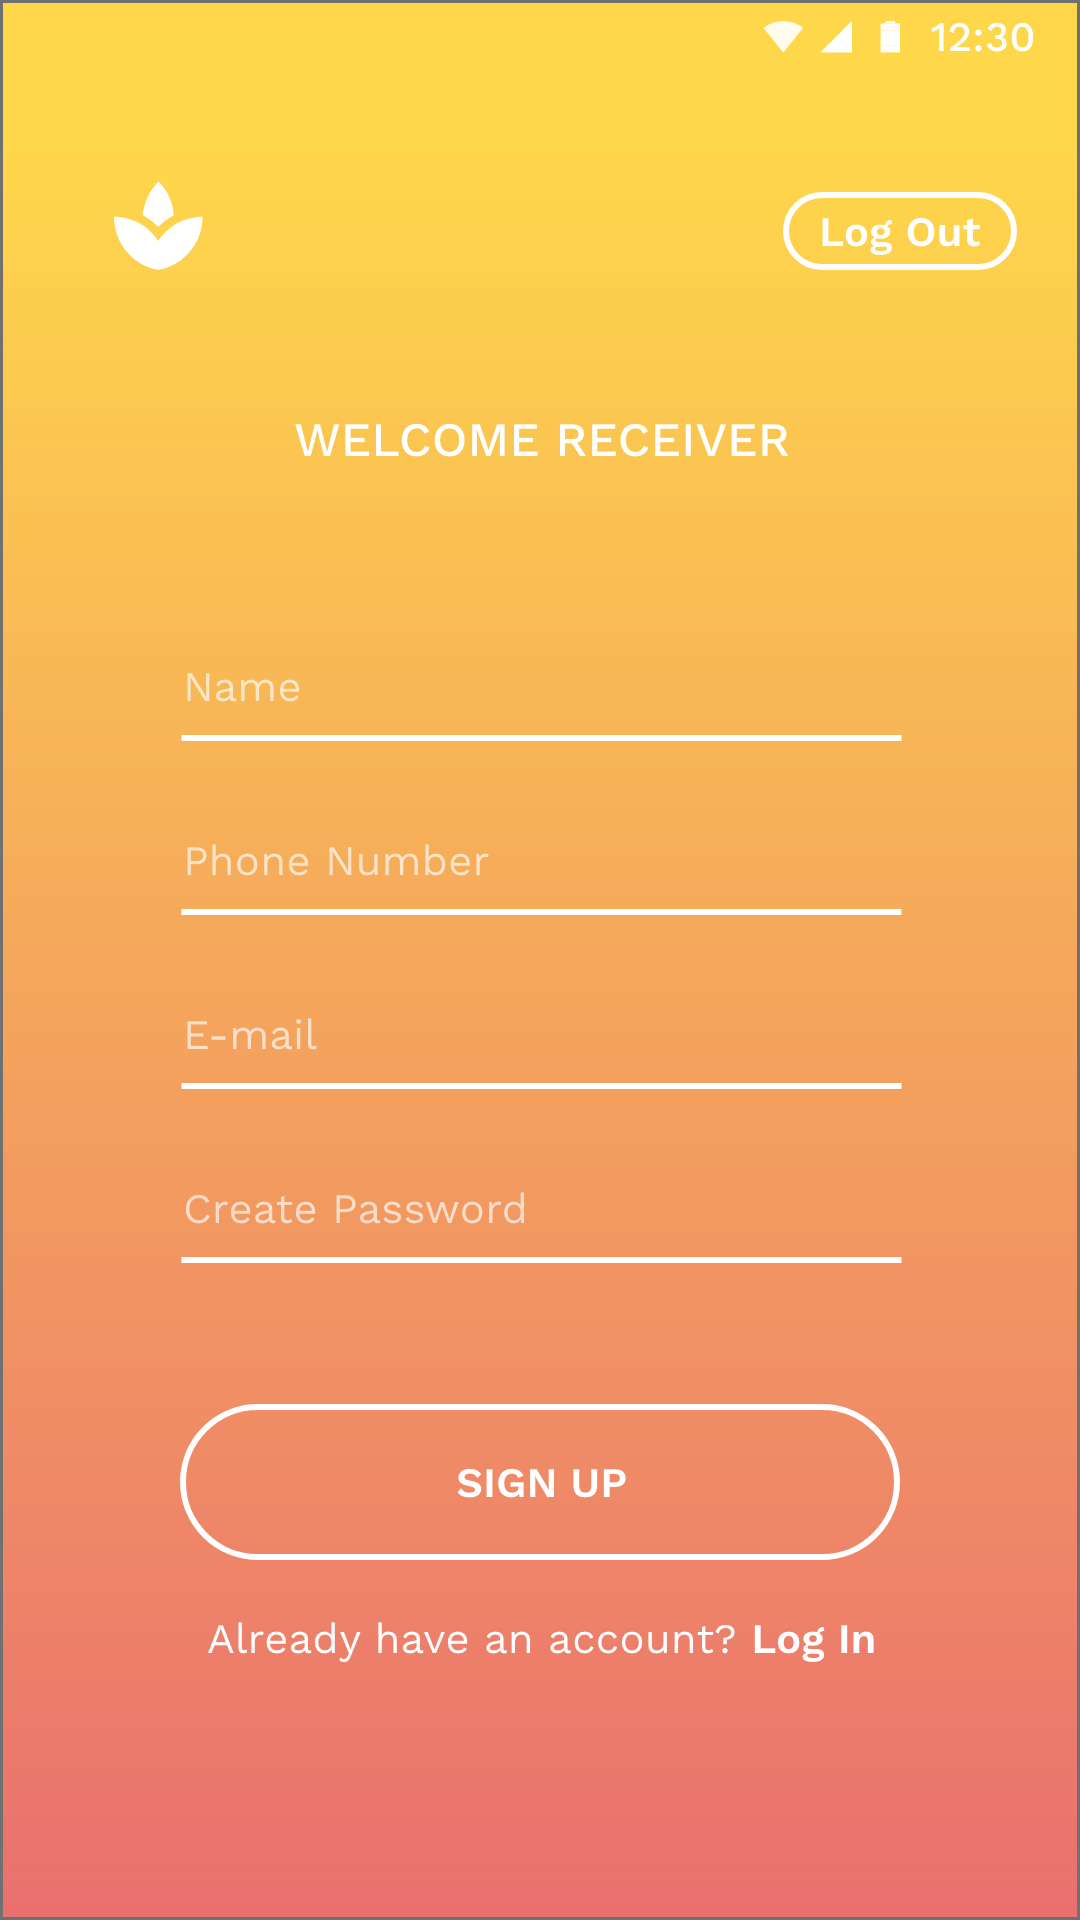 12:30
Log Out
WELCOME RECEIVER
Name
Phone Number
E-mail
Create Password
SIGN UP
Already have an account? Log In